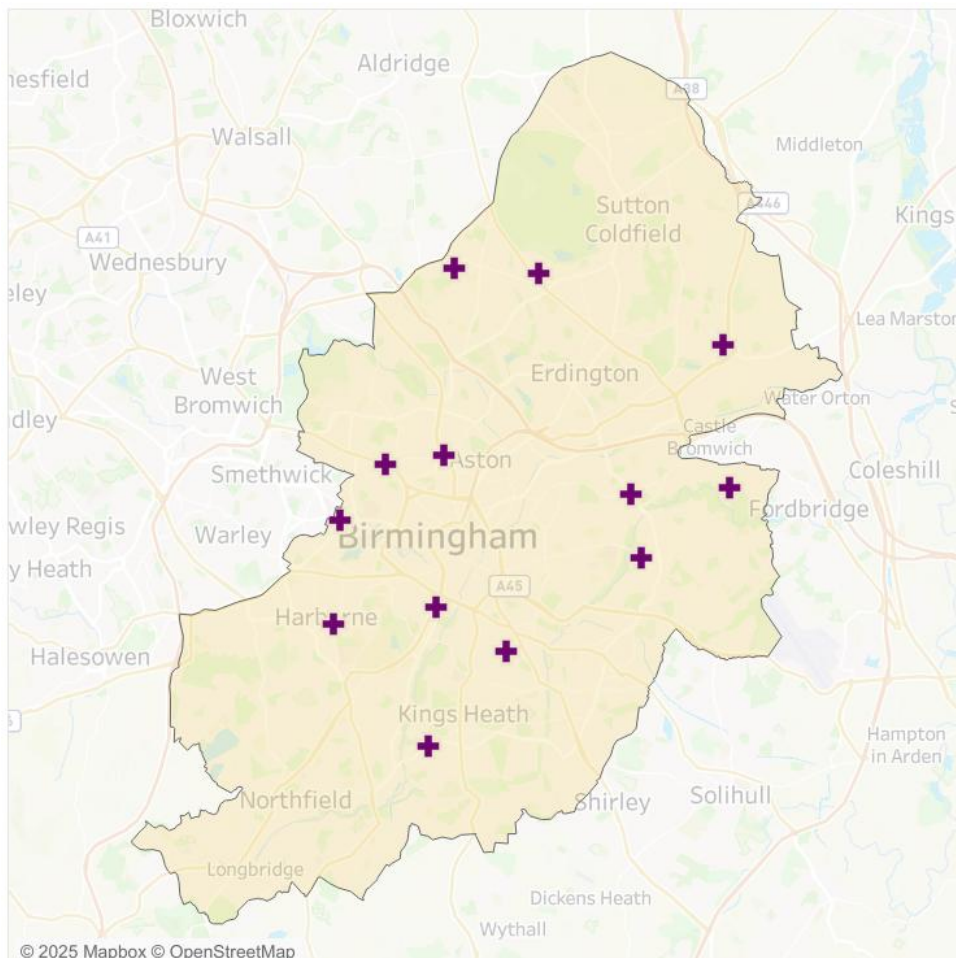 Bloxwich
Aldridge
nesfield
A38
Walsall
Middleton
Sutton
Coldfield
A446
Kings
A41
Wednesbury
eley
Lea Marston
West
Bromwich
Erdington
dley
Water Orton
Castle
Bromwich
Aston
Smethwick
Coleshill
Fordbridge
wley Regis
Warley
Birmingham
y Heath
A45
Harborne
Halesowen
Kings Heath
Hampton
in Arden
Northfield
Shirley
Solihull
Longbridge
Dickens Heath
Wythall
© 2025 Mapbox © OpenStreetMap